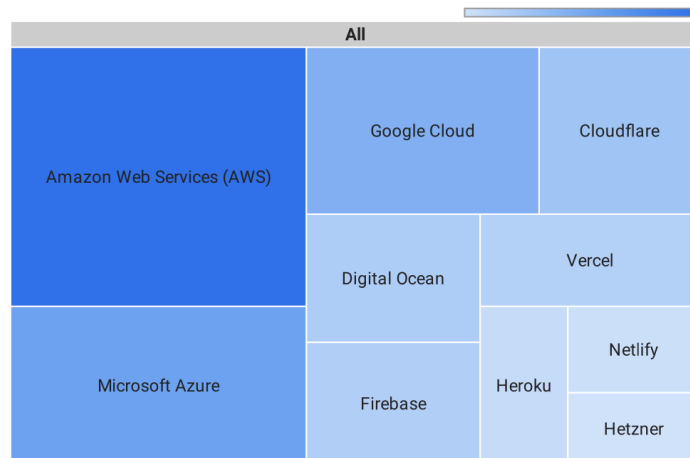 All
Amazon Web Services (AWS)
Microsoft Azure
Google Cloud
Cloudflare
Digital Ocean
Firebase
Vercel
Heroku
Netlify
Hetzner